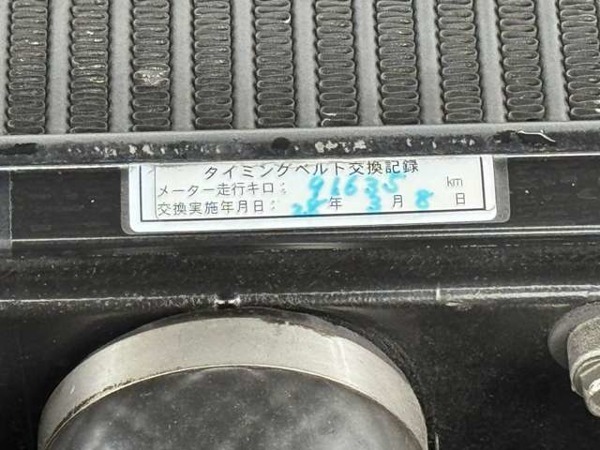 タイミングベルト交換記録
メーター走行キロ: 91635 km
交換実施年月日: 28 年 3 月 8 日